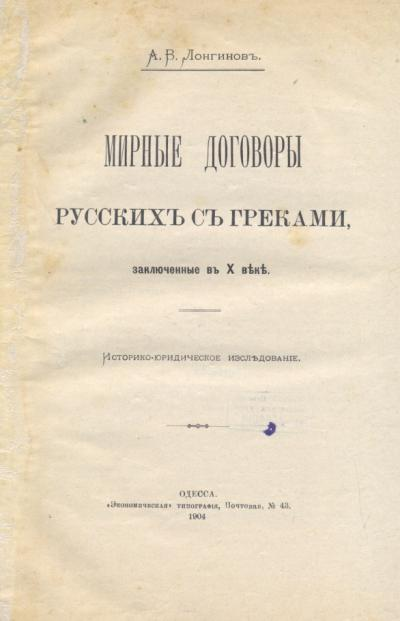 А. В. Лонгиновъ.
МИРНЫЕ ДОГОВОРЫ
РУССКИХЪ СЪ ГРЕКАМИ,
заключенные въ X вѣкѣ.
Историко-юридическое изслѣдованіе.
ОДЕССА.
«Экономическая» типографія, Почтовая, № 43.
1904